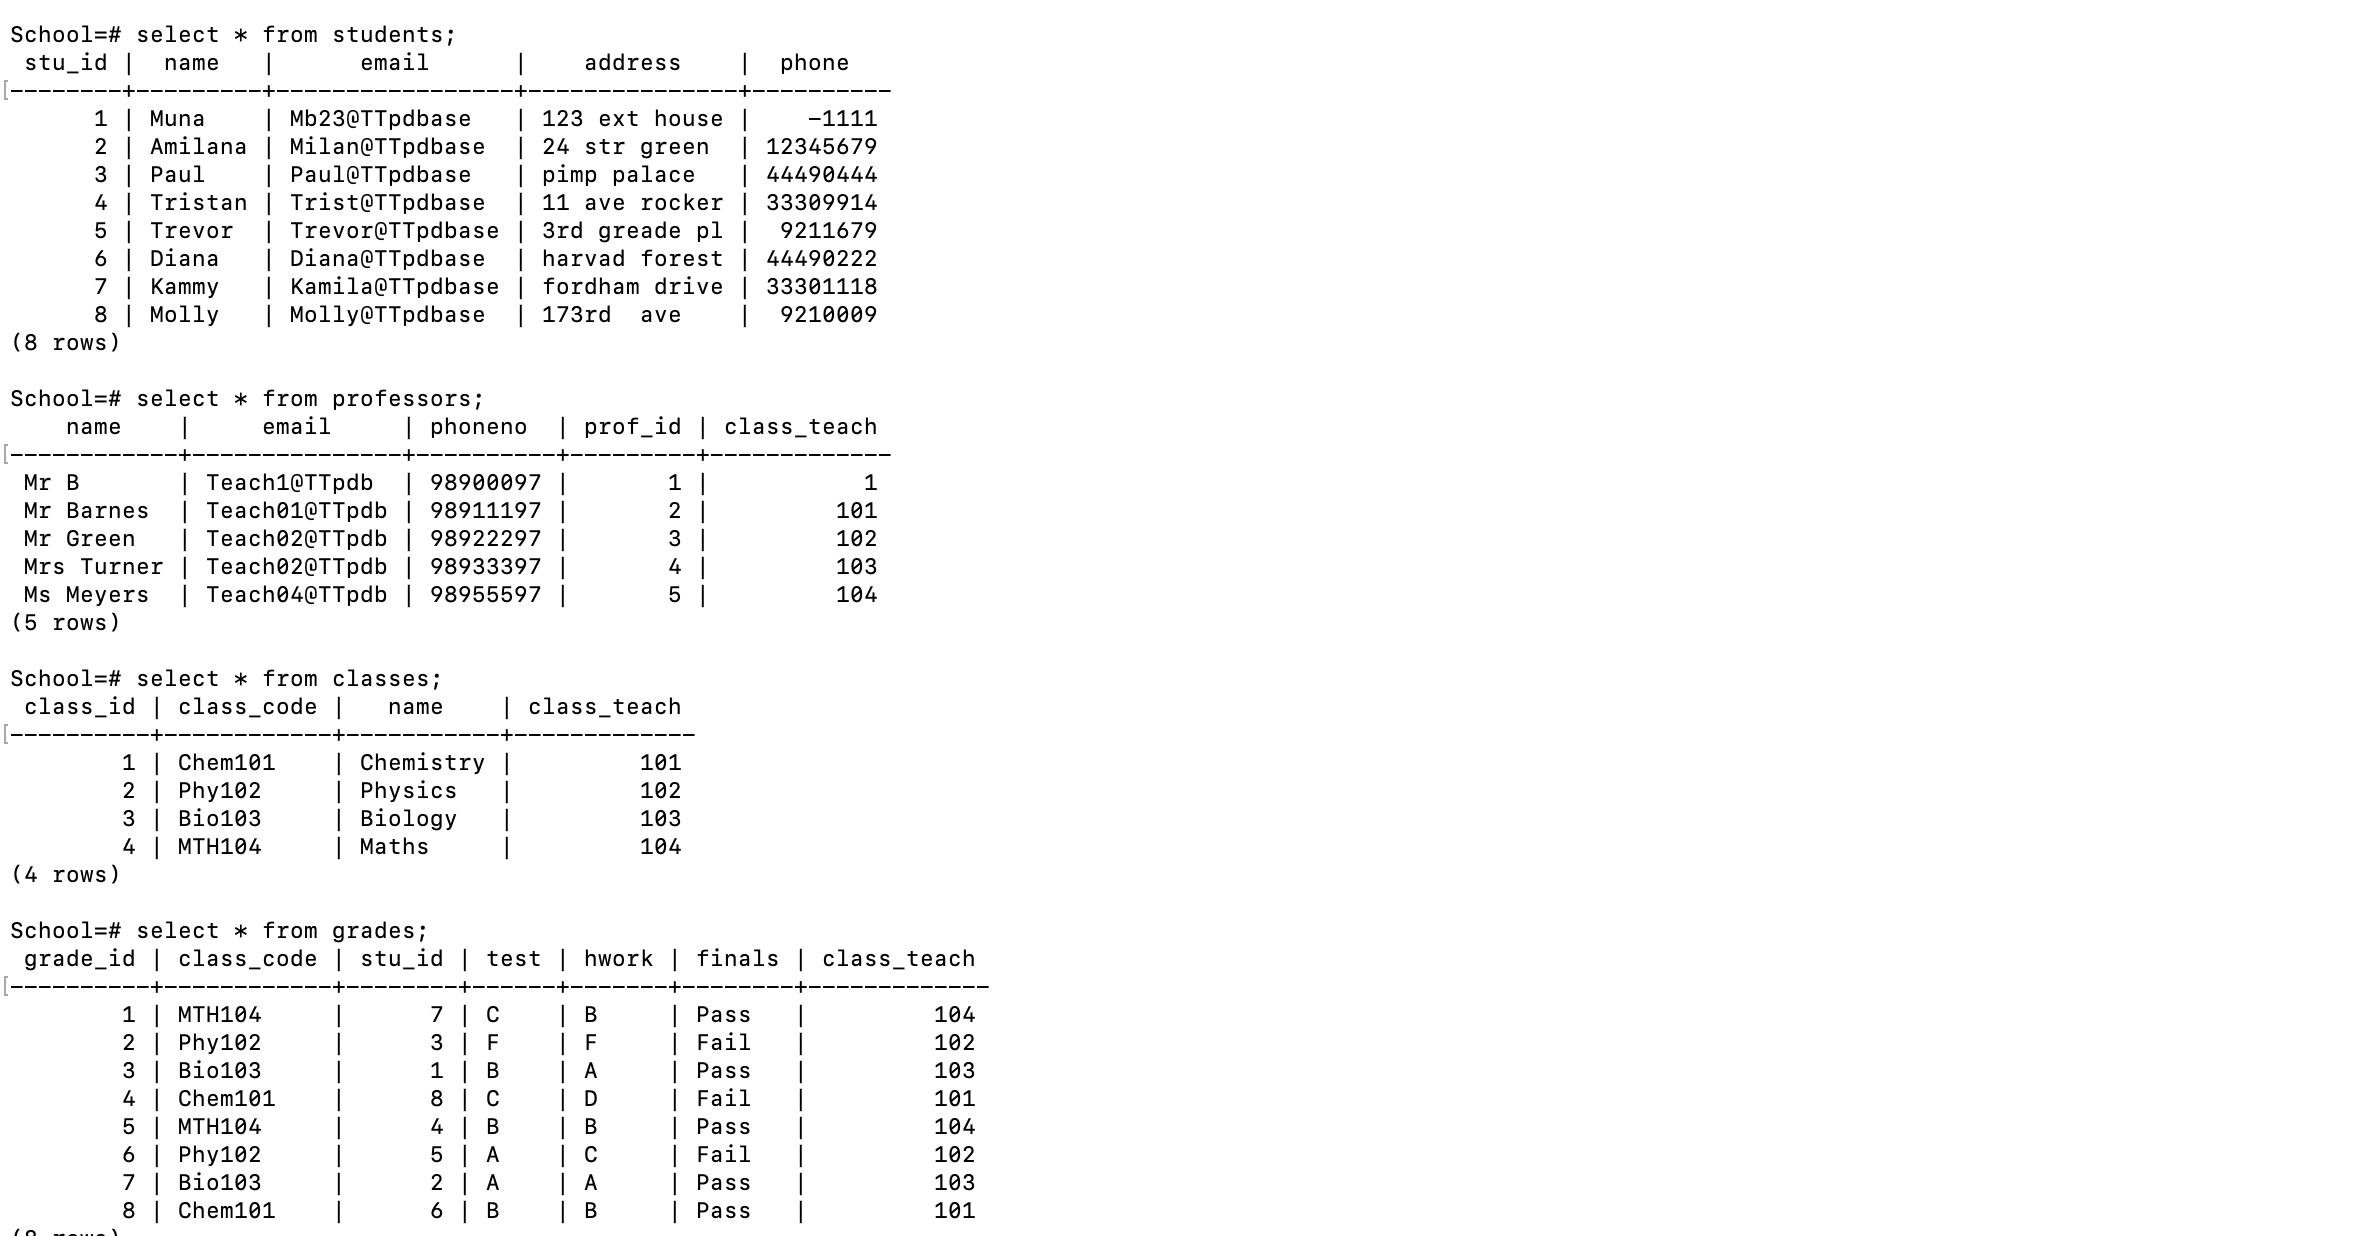 School=# select * from students;
 stu_id |  name   |      email       |    address    |  phone
--------+---------+------------------+---------------+----------
      1 | Muna    | Mb23@TTpdbase    | 123 ext house |    -1111
      2 | Amilana | Milan@TTpdbase   | 24 str green  | 12345679
      3 | Paul    | Paul@TTpdbase    | pimp palace   | 44490444
      4 | Tristan | Trist@TTpdbase   | 11 ave rocker | 33309914
      5 | Trevor  | Trevor@TTpdbase  | 3rd greade pl |  9211679
      6 | Diana   | Diana@TTpdbase   | harvad forest | 44490222
      7 | Kammy   | Kamila@TTpdbase  | fordham drive | 33301118
      8 | Molly   | Molly@TTpdbase   | 173rd  ave    |  9210009
(8 rows)

School=# select * from professors;
    name    |     email     | phoneno  | prof_id | class_teach
------------+---------------+----------+---------+-------------
 Mr B       | Teach1@TTpdb  | 98900097 |       1 |           1
 Mr Barnes  | Teach01@TTpdb | 98911197 |       2 |         101
 Mr Green   | Teach02@TTpdb | 98922297 |       3 |         102
 Mrs Turner | Teach02@TTpdb | 98933397 |       4 |         103
 Ms Meyers  | Teach04@TTpdb | 98955597 |       5 |         104
(5 rows)

School=# select * from classes;
 class_id | class_code |   name    | class_teach
----------+------------+-----------+-------------
        1 | Chem101    | Chemistry |         101
        2 | Phy102     | Physics   |         102
        3 | Bio103     | Biology   |         103
        4 | MTH104     | Maths     |         104
(4 rows)

School=# select * from grades;
 grade_id | class_code | stu_id | test | hwork | finals | class_teach
----------+------------+--------+------+-------+--------+-------------
        1 | MTH104     |      7 | C    | B     | Pass   |         104
        2 | Phy102     |      3 | F    | F     | Fail   |         102
        3 | Bio103     |      1 | B    | A     | Pass   |         103
        4 | Chem101    |      8 | C    | D     | Fail   |         101
        5 | MTH104     |      4 | B    | B     | Pass   |         104
        6 | Phy102     |      5 | A    | C     | Fail   |         102
        7 | Bio103     |      2 | A    | A     | Pass   |         103
        8 | Chem101    |      6 | B    | B     | Pass   |         101
(8 rows)